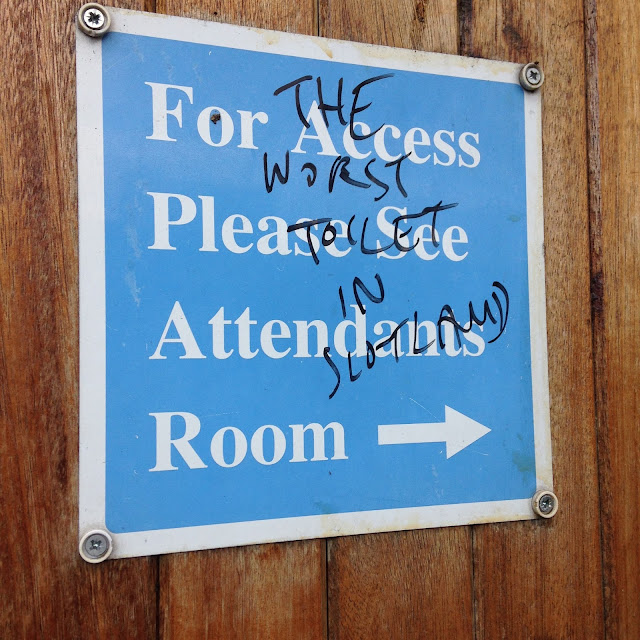 For Access
Please See
Attendants
Room
THE
WORST
TOILET
IN
SCOTLAND